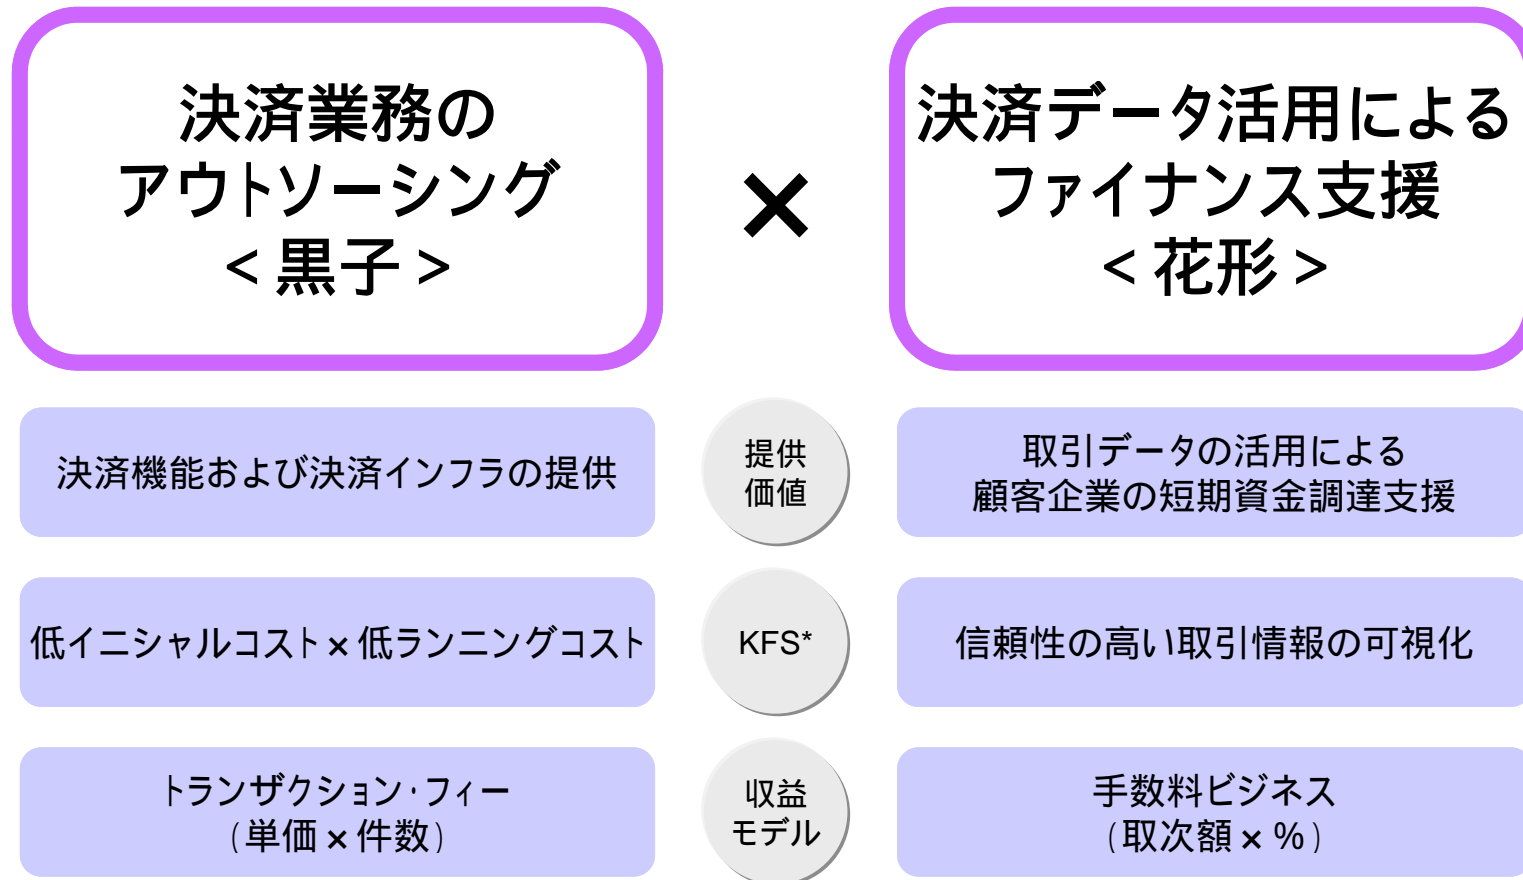 決済業務の
アウトソーシング
<黒子>
×
決済データ活用による
ファイナンス支援
<花形>
決済機能および決済インフラの提供
提供
価値
取引データの活用による
顧客企業の短期資金調達支援
低イニシャルコスト×低ランニングコスト
KFS*
信頼性の高い取引情報の可視化
トランザクション・フィー
(単価×件数)
収益
モデル
手数料ビジネス
(取次額×%)